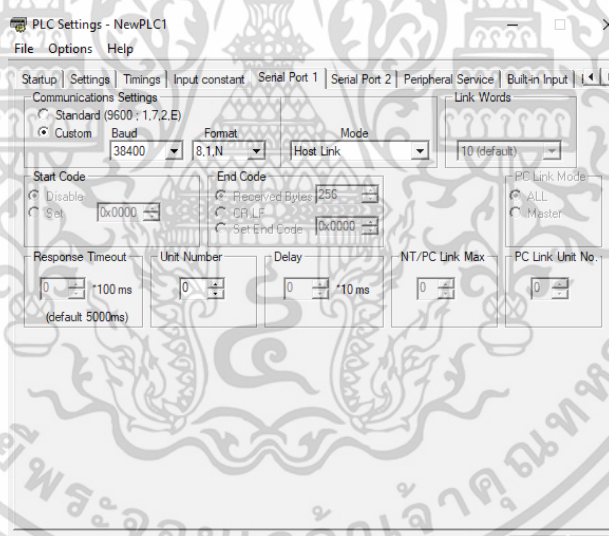 PLC Settings - NewPLC1
File Options Help
Startup Settings Timings Input constant Serial Port 1 Serial Port 2 Peripheral Service Built-in Input
Communications Settings
Link Words
Standard (9600 ; 1,7,2,E)
Custom Baud Format Mode
38400 8,1,N Host Link 10 (default)
Start Code End Code PC Link Mode
Disable Received Bytes 256 ALL
Set 0x0000 CR,LF Master
Set End Code 0x0000
Response Timeout Unit Number Delay NT/PC Link Max PC Link Unit No.
0 *100 ms 0 0 *10 ms 0 0
(default 5000ms)